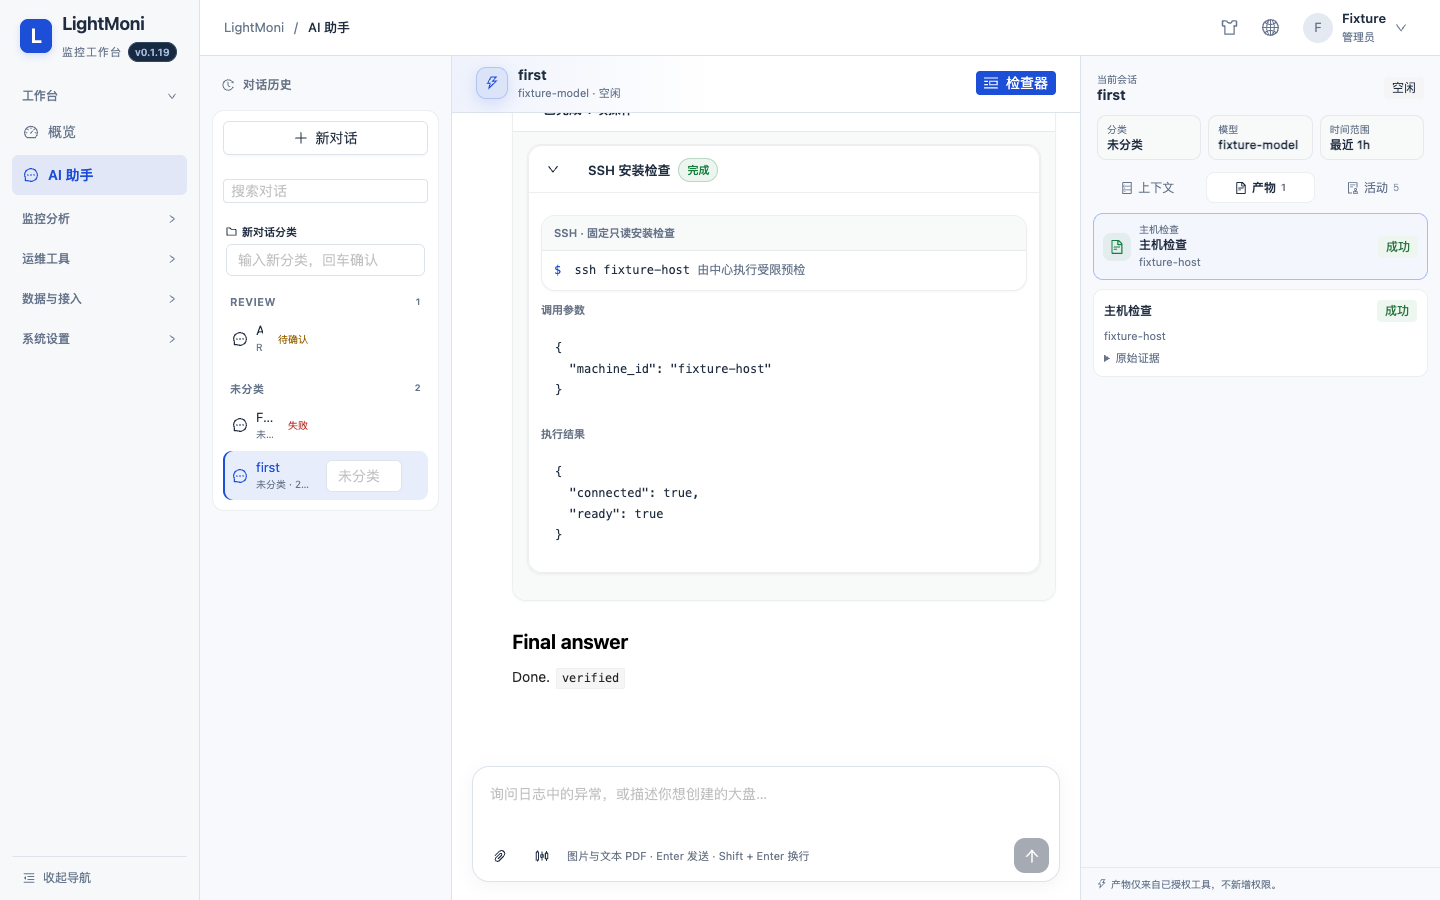 L
LightMoni
监控工作台 v0.1.19
工作台
概览
AI 助手
监控分析
运维工具
数据与接入
系统设置
收起导航
LightMoni / AI 助手
F
Fixture
管理员
对话历史
新对话
搜索对话
新对话分类
输入新分类，回车确认
REVIEW 1
A
R
待确认
未分类 2
F...
未...
失败
first
未分类 · 2...
未分类
first
fixture-model · 空闲
检查器
SSH 安装检查 完成
SSH · 固定只读安装检查
$ ssh fixture-host 由中心执行受限预检
调用参数
{
"machine_id": "fixture-host"
}
执行结果
{
"connected": true,
"ready": true
}
Final answer
Done. verified
询问日志中的异常，或描述你想创建的大盘...
图片与文本 PDF · Enter 发送 · Shift + Enter 换行
当前会话
first
空闲
分类
未分类
模型
fixture-model
时间范围
最近 1h
上下文
产物 1
活动 5
主机检查
主机检查
fixture-host
成功
主机检查
成功
fixture-host
原始证据
产物仅来自已授权工具，不新增权限。